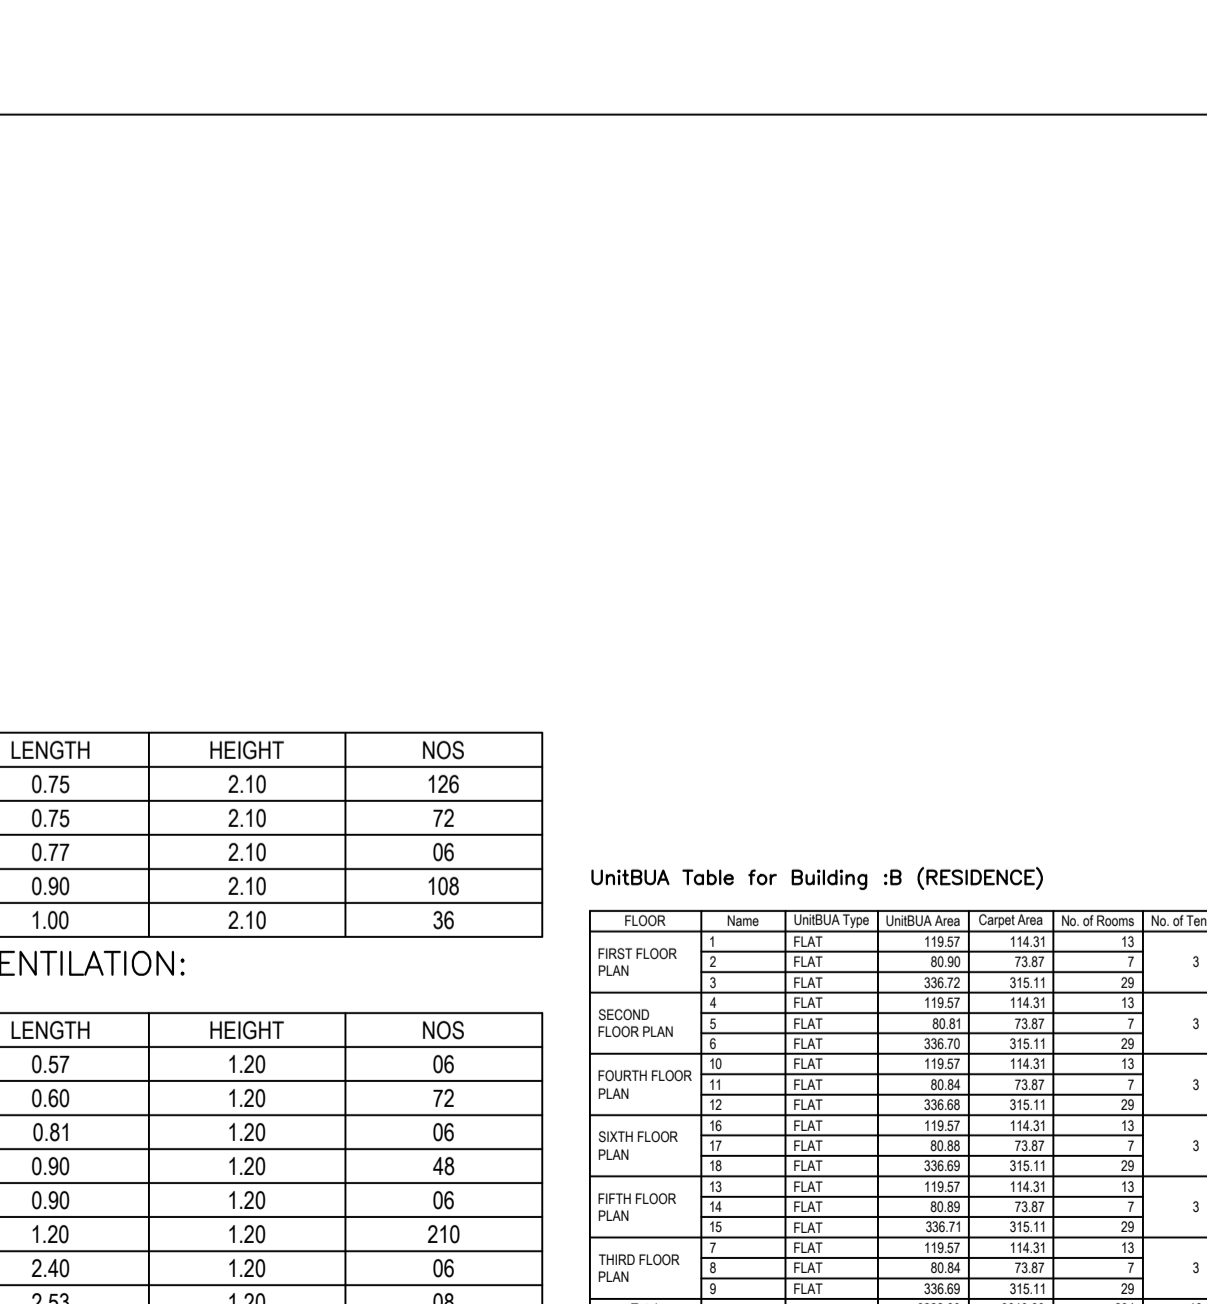 LENGTH HEIGHT NOS
0.75 2.10 126
0.75 2.10 72
0.77 2.10 06
0.90 2.10 108
1.00 2.10 36
ENTILATION:
LENGTH HEIGHT NOS
0.57 1.20 06
0.60 1.20 72
0.81 1.20 06
0.90 1.20 48
0.90 1.20 06
1.20 1.20 210
2.40 1.20 06
2.53 1.20 08
UnitBUA Table for Building :B (RESIDENCE)
FLOOR Name UnitBUA Type UnitBUA Area Carpet Area No. of Rooms No. of Ten
FIRST FLOOR PLAN 1 FLAT 119.57 114.31 13
2 FLAT 80.90 73.87 7 3
3 FLAT 336.72 315.11 29
SECOND FLOOR PLAN 4 FLAT 119.57 114.31 13
5 FLAT 80.81 73.87 7 3
6 FLAT 336.70 315.11 29
FOURTH FLOOR PLAN 10 FLAT 119.57 114.31 13
11 FLAT 80.84 73.87 7 3
12 FLAT 336.68 315.11 29
SIXTH FLOOR PLAN 16 FLAT 119.57 114.31 13
17 FLAT 80.88 73.87 7 3
18 FLAT 336.69 315.11 29
FIFTH FLOOR PLAN 13 FLAT 119.57 114.31 13
14 FLAT 80.89 73.87 7 3
15 FLAT 336.71 315.11 29
THIRD FLOOR PLAN 7 FLAT 119.57 114.31 13
8 FLAT 80.84 73.87 7 3
9 FLAT 336.69 315.11 29